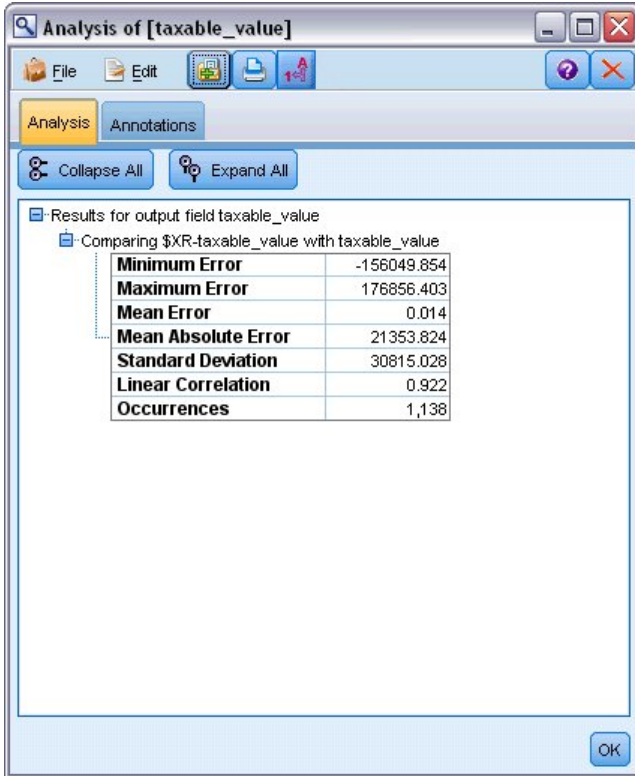 Analysis of [taxable_value]
File Edit
Analysis Annotations
Collapse All Expand All
Results for output field taxable_value
Comparing $XR-taxable_value with taxable_value
Minimum Error -156049.854
Maximum Error 176856.403
Mean Error 0.014
Mean Absolute Error 21353.824
Standard Deviation 30815.028
Linear Correlation 0.922
Occurrences 1,138
OK